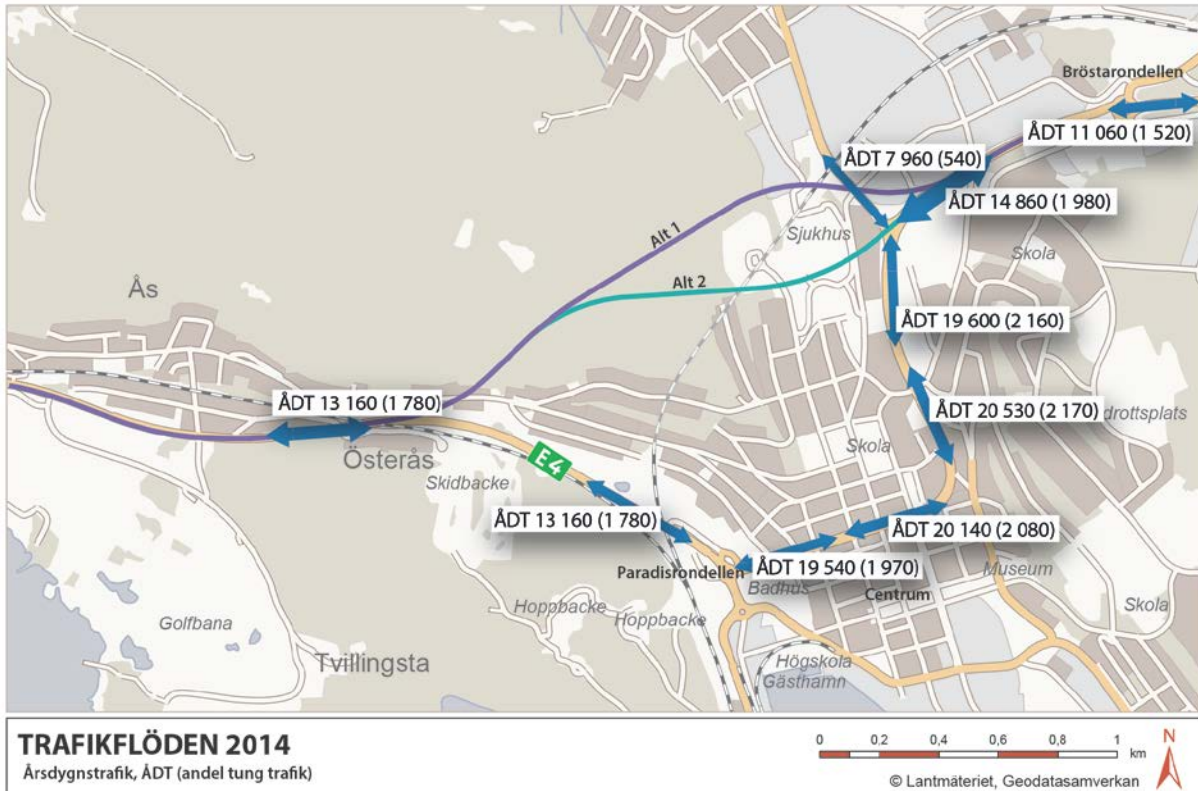 Bröstarondellen
ÅDT 11 060 (1 520)
ÅDT 7 960 (540)
ÅDT 14 860 (1 980)
Sjukhus
Alt 1
Skola
Alt 2
Ås
ÅDT 19 600 (2 160)
ÅDT 13 160 (1 780)
ÅDT 20 530 (2 170)
drottsplats
Österås
E4
Skola
Skidbacke
ÅDT 13 160 (1 780)
ÅDT 20 140 (2 080)
Paradisrondellen
ÅDT 19 540 (1 970)
Museum
Badhus
Centrum
Hoppbacke
Hoppbacke
Skola
Golfbana
Tvillingsta
Högskola
Gästhamn
TRAFIKFLÖDEN 2014
Årsdygnstrafik, ÅDT (andel tung trafik)
0 0,2 0,4 0,6 0,8 1
km
N
© Lantmäteriet, Geodatasamverkan